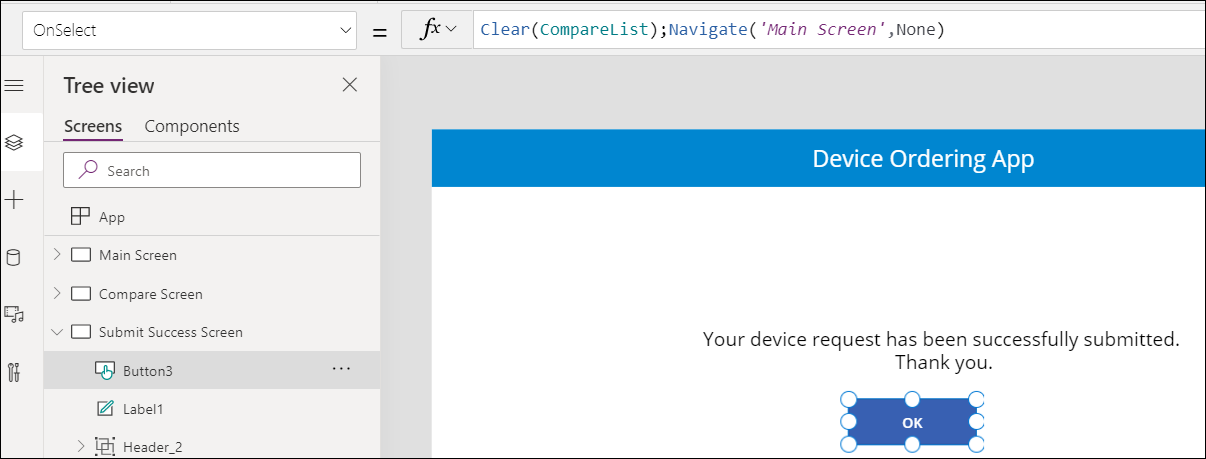 OnSelect = fx Clear(CompareList);Navigate('Main Screen',None)
Tree view
Screens Components
Search
App
Main Screen
Compare Screen
Submit Success Screen
Button3 ...
Label1
Header_2
Device Ordering App
Your device request has been successfully submitted.
Thank you.
OK